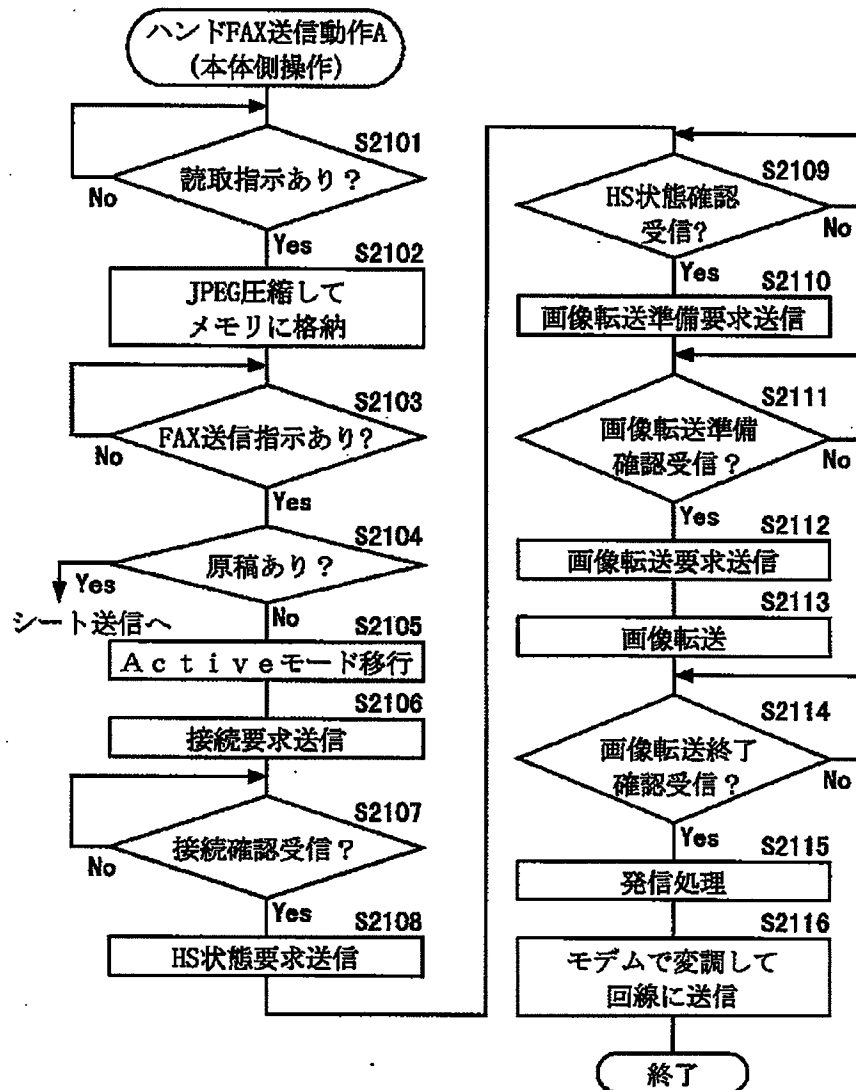 ハンドFAX送信動作A
(本体側操作)
S2101
読取指示あり?
No
Yes
S2102
JPEG圧縮して
メモリに格納
S2103
FAX送信指示あり?
No
Yes
S2104
原稿あり?
Yes
シート送信へ
No
S2105
Activeモード移行
S2106
接続要求送信
S2107
接続確認受信?
No
Yes
S2108
HS状態要求送信
S2109
HS状態確認
受信?
No
Yes
S2110
画像転送準備要求送信
S2111
画像転送準備
確認受信?
No
Yes
S2112
画像転送要求送信
S2113
画像転送
S2114
画像転送終了
確認受信?
No
Yes
S2115
発信処理
S2116
モデムで変調して
回線に送信
終了